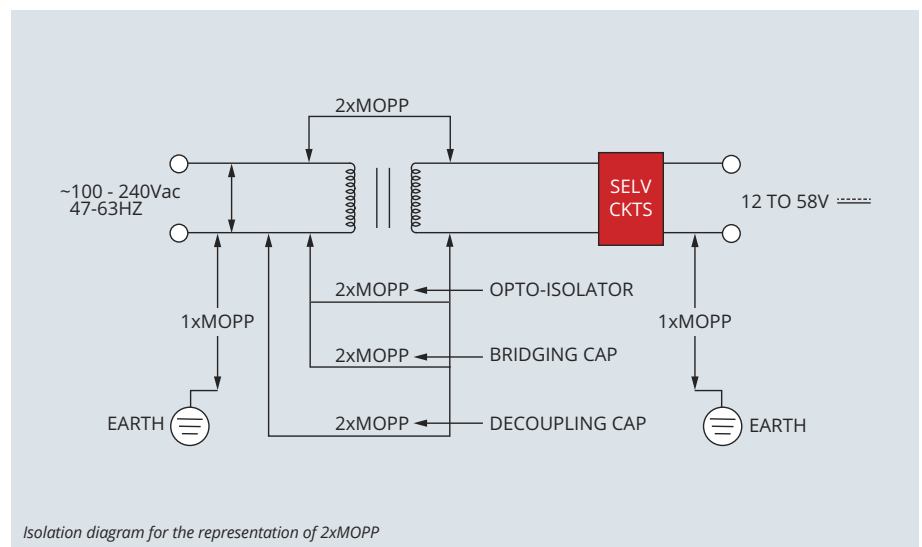 2xMOPP
~100 - 240Vac
47-63HZ
SELV
CKTS
12 TO 58V
2xMOPP
OPTO-ISOLATOR
1xMOPP
1xMOPP
2xMOPP
BRIDGING CAP
EARTH
2xMOPP
DECOUPLING CAP
EARTH
Isolation diagram for the representation of 2xMOPP